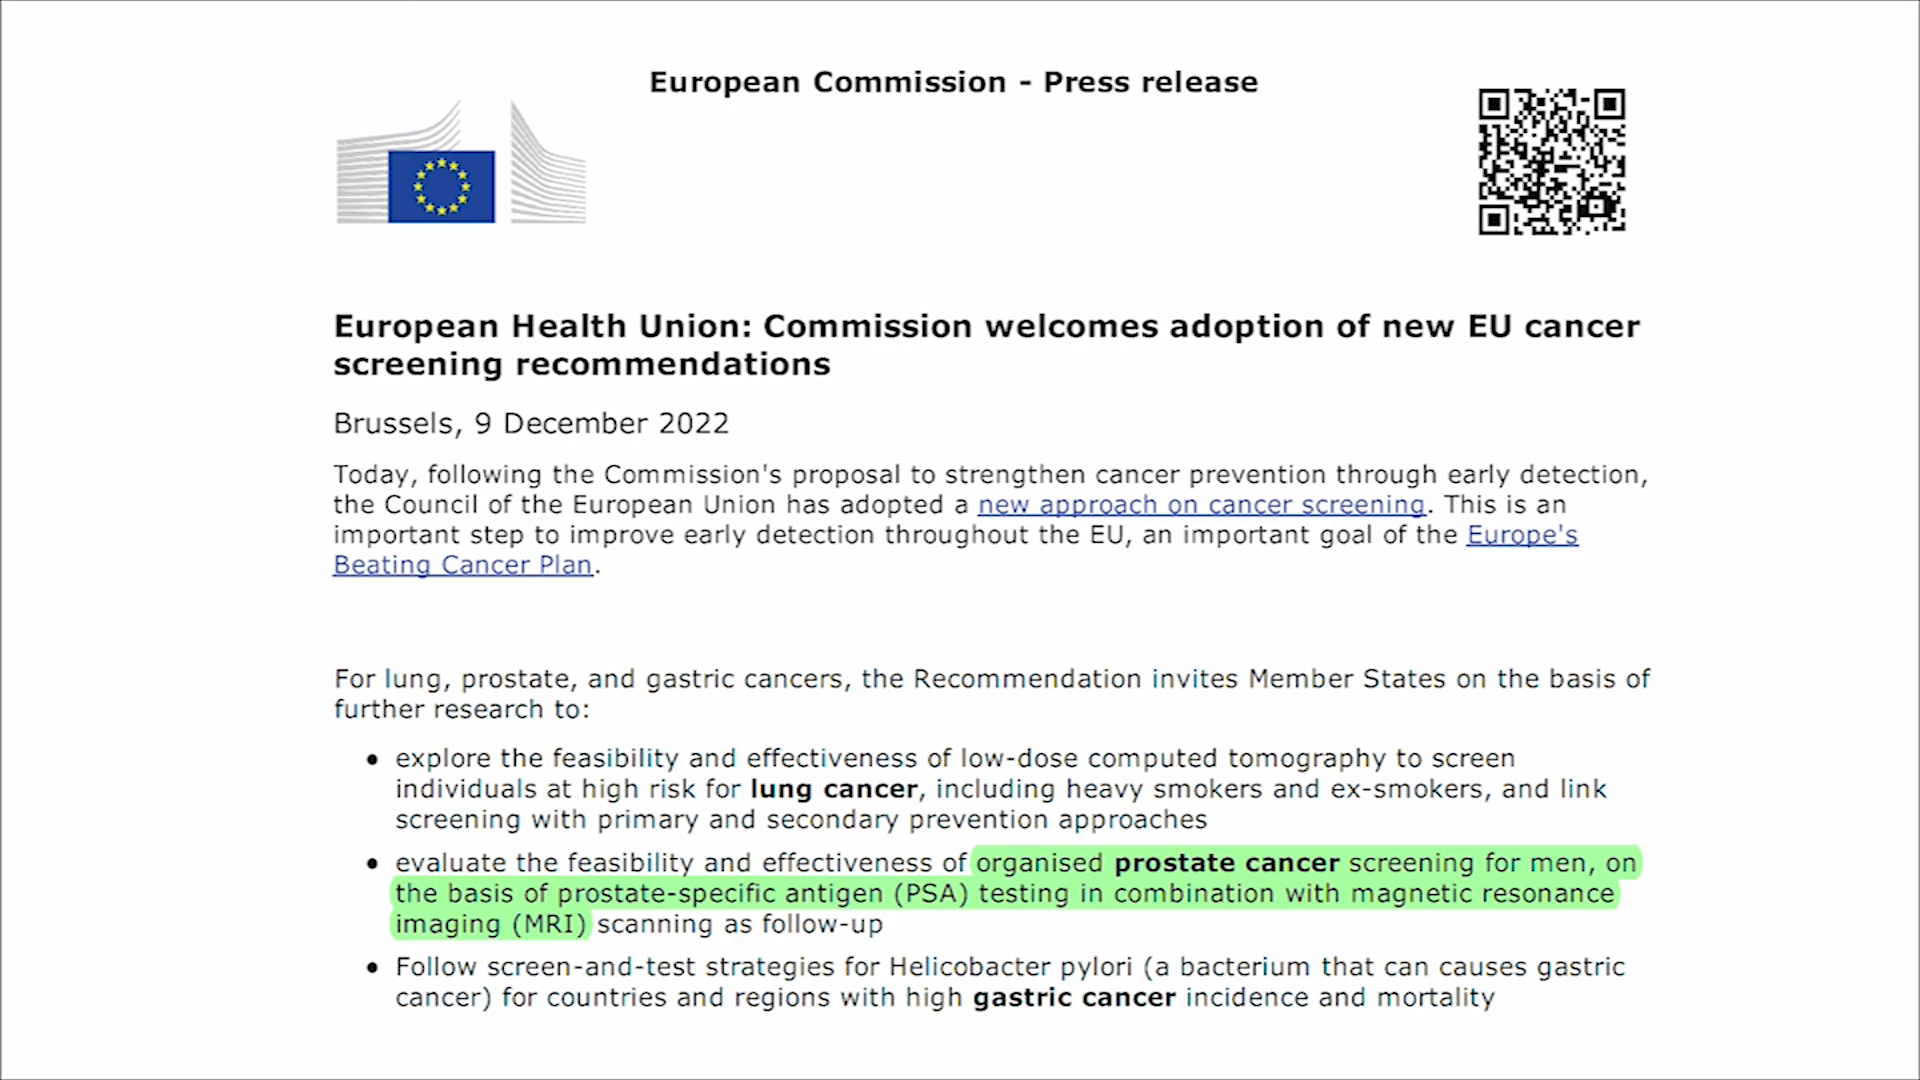 European Commission - Press release
European Health Union: Commission welcomes adoption of new EU cancer
screening recommendations
Brussels, 9 December 2022
Today, following the Commission's proposal to strengthen cancer prevention through early detection,
the Council of the European Union has adopted a new approach on cancer screening. This is an
important step to improve early detection throughout the EU, an important goal of the Europe's
Beating Cancer Plan.
For lung, prostate, and gastric cancers, the Recommendation invites Member States on the basis of
further research to:
• explore the feasibility and effectiveness of low-dose computed tomography to screen
individuals at high risk for lung cancer, including heavy smokers and ex-smokers, and link
screening with primary and secondary prevention approaches
• evaluate the feasibility and effectiveness of organised prostate cancer screening for men, on
the basis of prostate-specific antigen (PSA) testing in combination with magnetic resonance
imaging (MRI) scanning as follow-up
• Follow screen-and-test strategies for Helicobacter pylori (a bacterium that can causes gastric
cancer) for countries and regions with high gastric cancer incidence and mortality